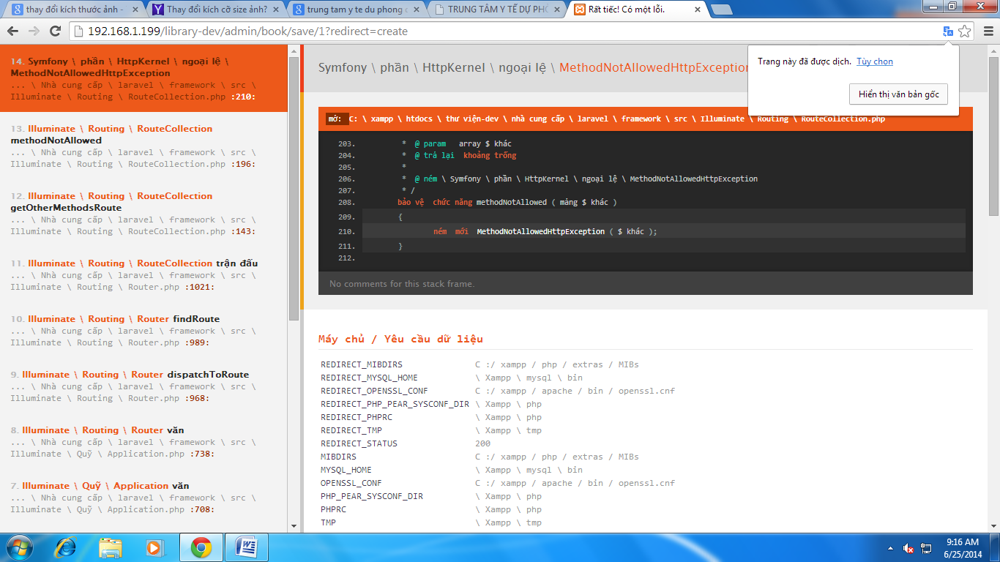 thay đổi kích thước ảnh -
Thay đổi kích cỡ size ảnh?
trung tam y te du phong c
TRUNG TÂM Y TẾ DỰ PHÒ
Rất tiếc! Có một lỗi.
192.168.1.199/library-dev/admin/book/save/1?redirect=create
Trang này đã được dịch. Tùy chọn
Hiển thị văn bản gốc
14. Symfony \ phần \ HttpKernel \ ngoại lệ \
MethodNotAllowedHttpException
... \ Nhà cung cấp \ laravel \ framework \ src \
Illuminate \ Routing \ RouteCollection.php :210:
13. Illuminate \ Routing \ RouteCollection
methodNotAllowed
... \ Nhà cung cấp \ laravel \ framework \ src \
Illuminate \ Routing \ RouteCollection.php :196:
12. Illuminate \ Routing \ RouteCollection
getOtherMethodsRoute
... \ Nhà cung cấp \ laravel \ framework \ src \
Illuminate \ Routing \ RouteCollection.php :143:
11. Illuminate \ Routing \ RouteCollection trận đấu
... \ Nhà cung cấp \ laravel \ framework \ src \
Illuminate \ Routing \ Router.php :1021:
10. Illuminate \ Routing \ Router findRoute
... \ Nhà cung cấp \ laravel \ framework \ src \
Illuminate \ Routing \ Router.php :989:
9. Illuminate \ Routing \ Router dispatchToRoute
... \ Nhà cung cấp \ laravel \ framework \ src \
Illuminate \ Routing \ Router.php :968:
8. Illuminate \ Routing \ Router văn
... \ Nhà cung cấp \ laravel \ framework \ src \
Illuminate \ Quỹ \ Application.php :738:
7. Illuminate \ Quỹ \ Application văn
... \ Nhà cung cấp \ laravel \ framework \ src \
Illuminate \ Quỹ \ Application.php :708:
Symfony \ phần \ HttpKernel \ ngoại lệ \ MethodNotAllowedHttpException
mở: C: \ xampp \ htdocs \ thư viện-dev \ nhà cung cấp \ laravel \ framework \ src \ Illuminate \ Routing \ RouteCollection.php
203. * @ param array $ khác
204. * @ trả lại khoảng trống
205. *
206. * @ ném \ Symfony \ phần \ HttpKernel \ ngoại lệ \ MethodNotAllowedHttpException
207. * /
208. bảo vệ chức năng methodNotAllowed ( mảng $ khác )
209. {
210. ném mới MethodNotAllowedHttpException ( $ khác );
211. }
212.
No comments for this stack frame.
Máy chủ / Yêu cầu dữ liệu
REDIRECT_MIBDIRS C :/ xampp / php / extras / MIBs
REDIRECT_MYSQL_HOME \ Xampp \ mysql \ bin
REDIRECT_OPENSSL_CONF C :/ xampp / apache / bin / openssl.cnf
REDIRECT_PHP_PEAR_SYSCONF_DIR \ Xampp \ php
REDIRECT_PHPRC \ Xampp \ php
REDIRECT_TMP \ Xampp \ tmp
REDIRECT_STATUS 200
MIBDIRS C :/ xampp / php / extras / MIBs
MYSQL_HOME \ Xampp \ mysql \ bin
OPENSSL_CONF C :/ xampp / apache / bin / openssl.cnf
PHP_PEAR_SYSCONF_DIR \ Xampp \ php
PHPRC \ Xampp \ php
TMP \ Xampp \ tmp
9:16 AM
6/25/2014